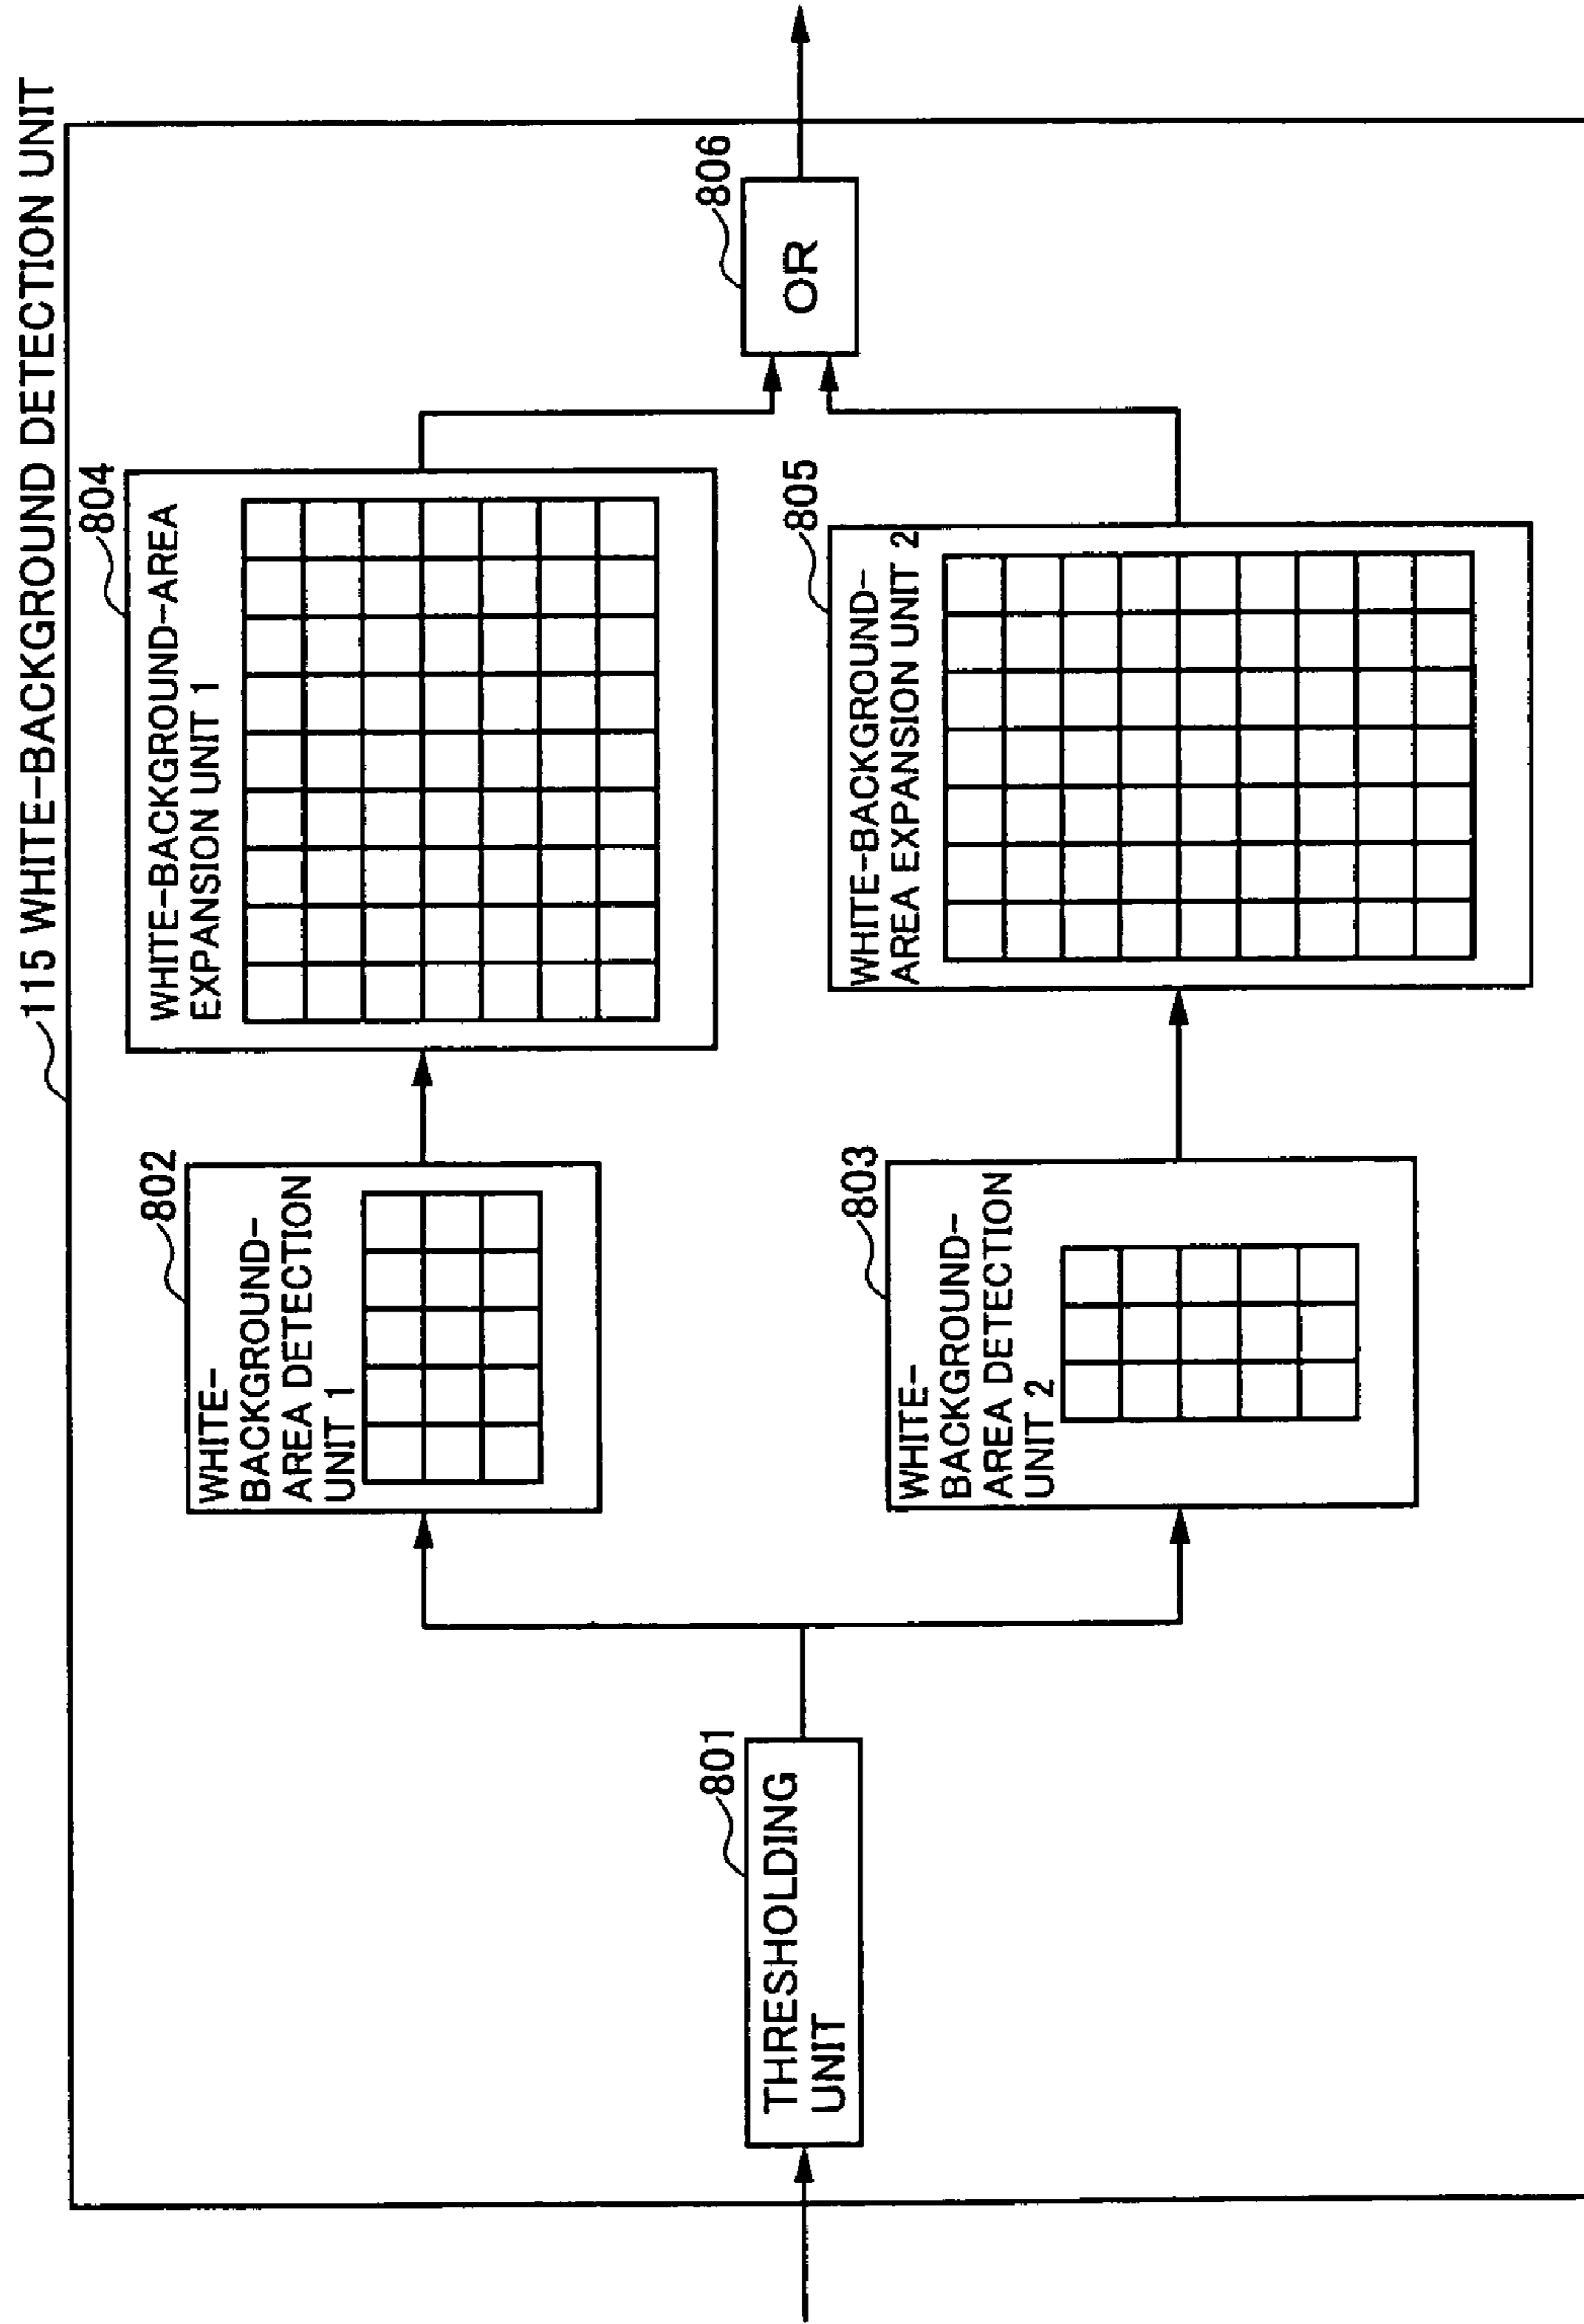 115 WHITE-BACKGROUND DETECTION UNIT
801
THRESHOLDING
UNIT
802
WHITE-
BACKGROUND-
AREA DETECTION
UNIT 1
804
WHITE-BACKGROUND-AREA
EXPANSION UNIT 1
803
WHITE-
BACKGROUND-
AREA DETECTION
UNIT 2
805
WHITE-BACKGROUND-
AREA EXPANSION UNIT 2
806
OR